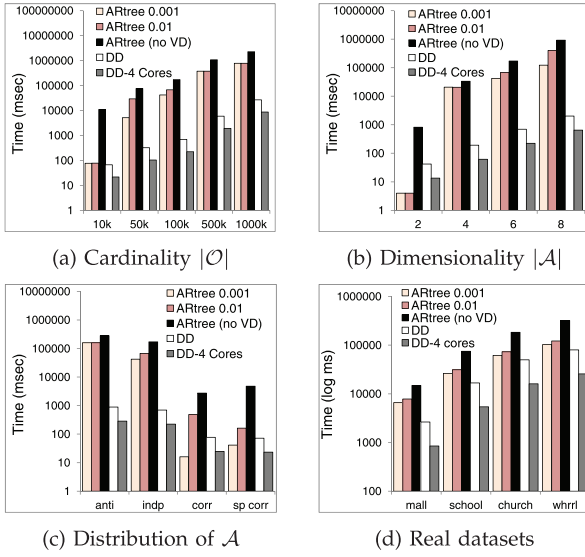 100000000
10000000
1000000
100000
10000
1000
100
10
1
Time (msec)
ARtree 0.001
ARtree 0.01
ARtree (no VD)
DD
DD-4 Cores
10k 50k 100k 500k 1000k
(a) Cardinality |𝒪|
10000000
1000000
100000
10000
1000
100
10
1
Time (msec)
ARtree 0.001
ARtree 0.01
ARtree (no VD)
DD
DD-4 Cores
2 4 6 8
(b) Dimensionality |𝒜|
10000000
1000000
100000
10000
1000
100
10
1
Time (msec)
ARtree 0.001
ARtree 0.01
ARtree (no VD)
DD
DD-4 Cores
anti indp corr sp corr
(c) Distribution of 𝒜
1000000
100000
10000
1000
100
Time (log ms)
ARtree 0.001
ARtree 0.01
ARtree (no VD)
DD
DD-4 cores
mall school church whrrl
(d) Real datasets